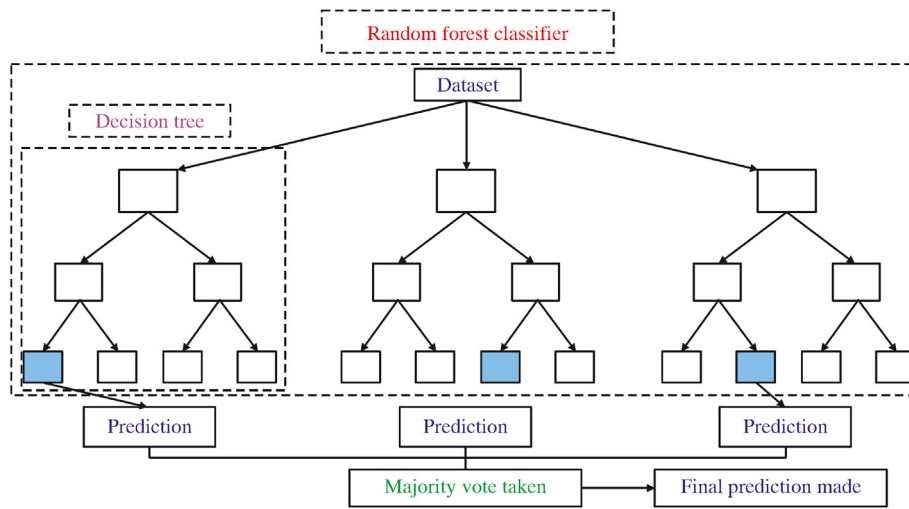 Random forest classifier
Dataset
Decision tree
Prediction
Prediction
Prediction
Majority vote taken
Final prediction made